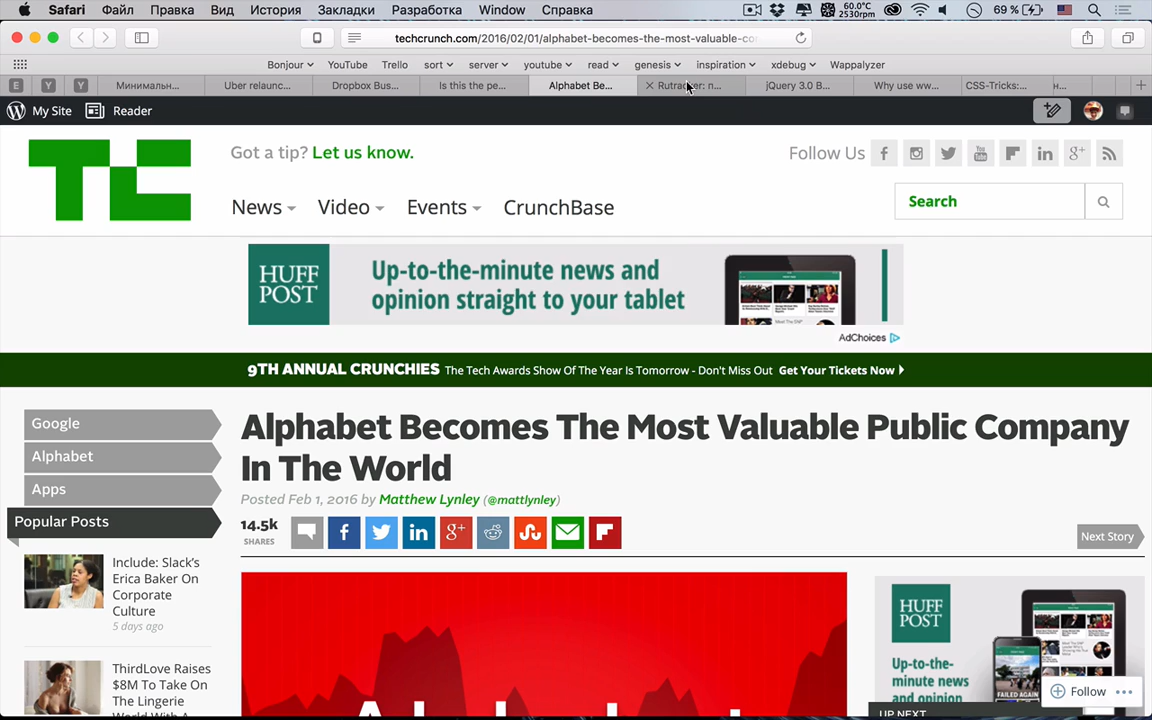 Safari Файл Правка Вид История Закладки Разработка Window Справка 60.0°C 2530rpm 69 %
techcrunch.com/2016/02/01/alphabet-becomes-the-most-valuable-co...
Bonjour YouTube Trello sort server youtube read genesis inspiration xdebug Wappalyzer
E Y Y Минимальн... Uber relaunc... Dropbox Bus... Is this the pe... Alphabet Be... Rutracker: n... jQuery 3.0 B... Why use ww... CSS-Tricks:...
My Site Reader
TC
Got a tip? Let us know.
Follow Us
News Video Events CrunchBase
Search
HUFF POST
Up-to-the-minute news and
opinion straight to your tablet
AdChoices
9TH ANNUAL CRUNCHIES The Tech Awards Show Of The Year Is Tomorrow - Don't Miss Out Get Your Tickets Now
Google
Alphabet
Apps
Popular Posts
Alphabet Becomes The Most Valuable Public Company
In The World
Posted Feb 1, 2016 by Matthew Lynley (@mattlynley)
14.5k
SHARES
Next Story
Include: Slack's
Erica Baker On
Corporate
Culture
5 days ago
ThirdLove Raises
$8M To Take On
The Lingerie
World With A
HUFF
POST
Up-to-the-
minute news
and opinion
FAILED AGAIN
Follow
UP NEXT